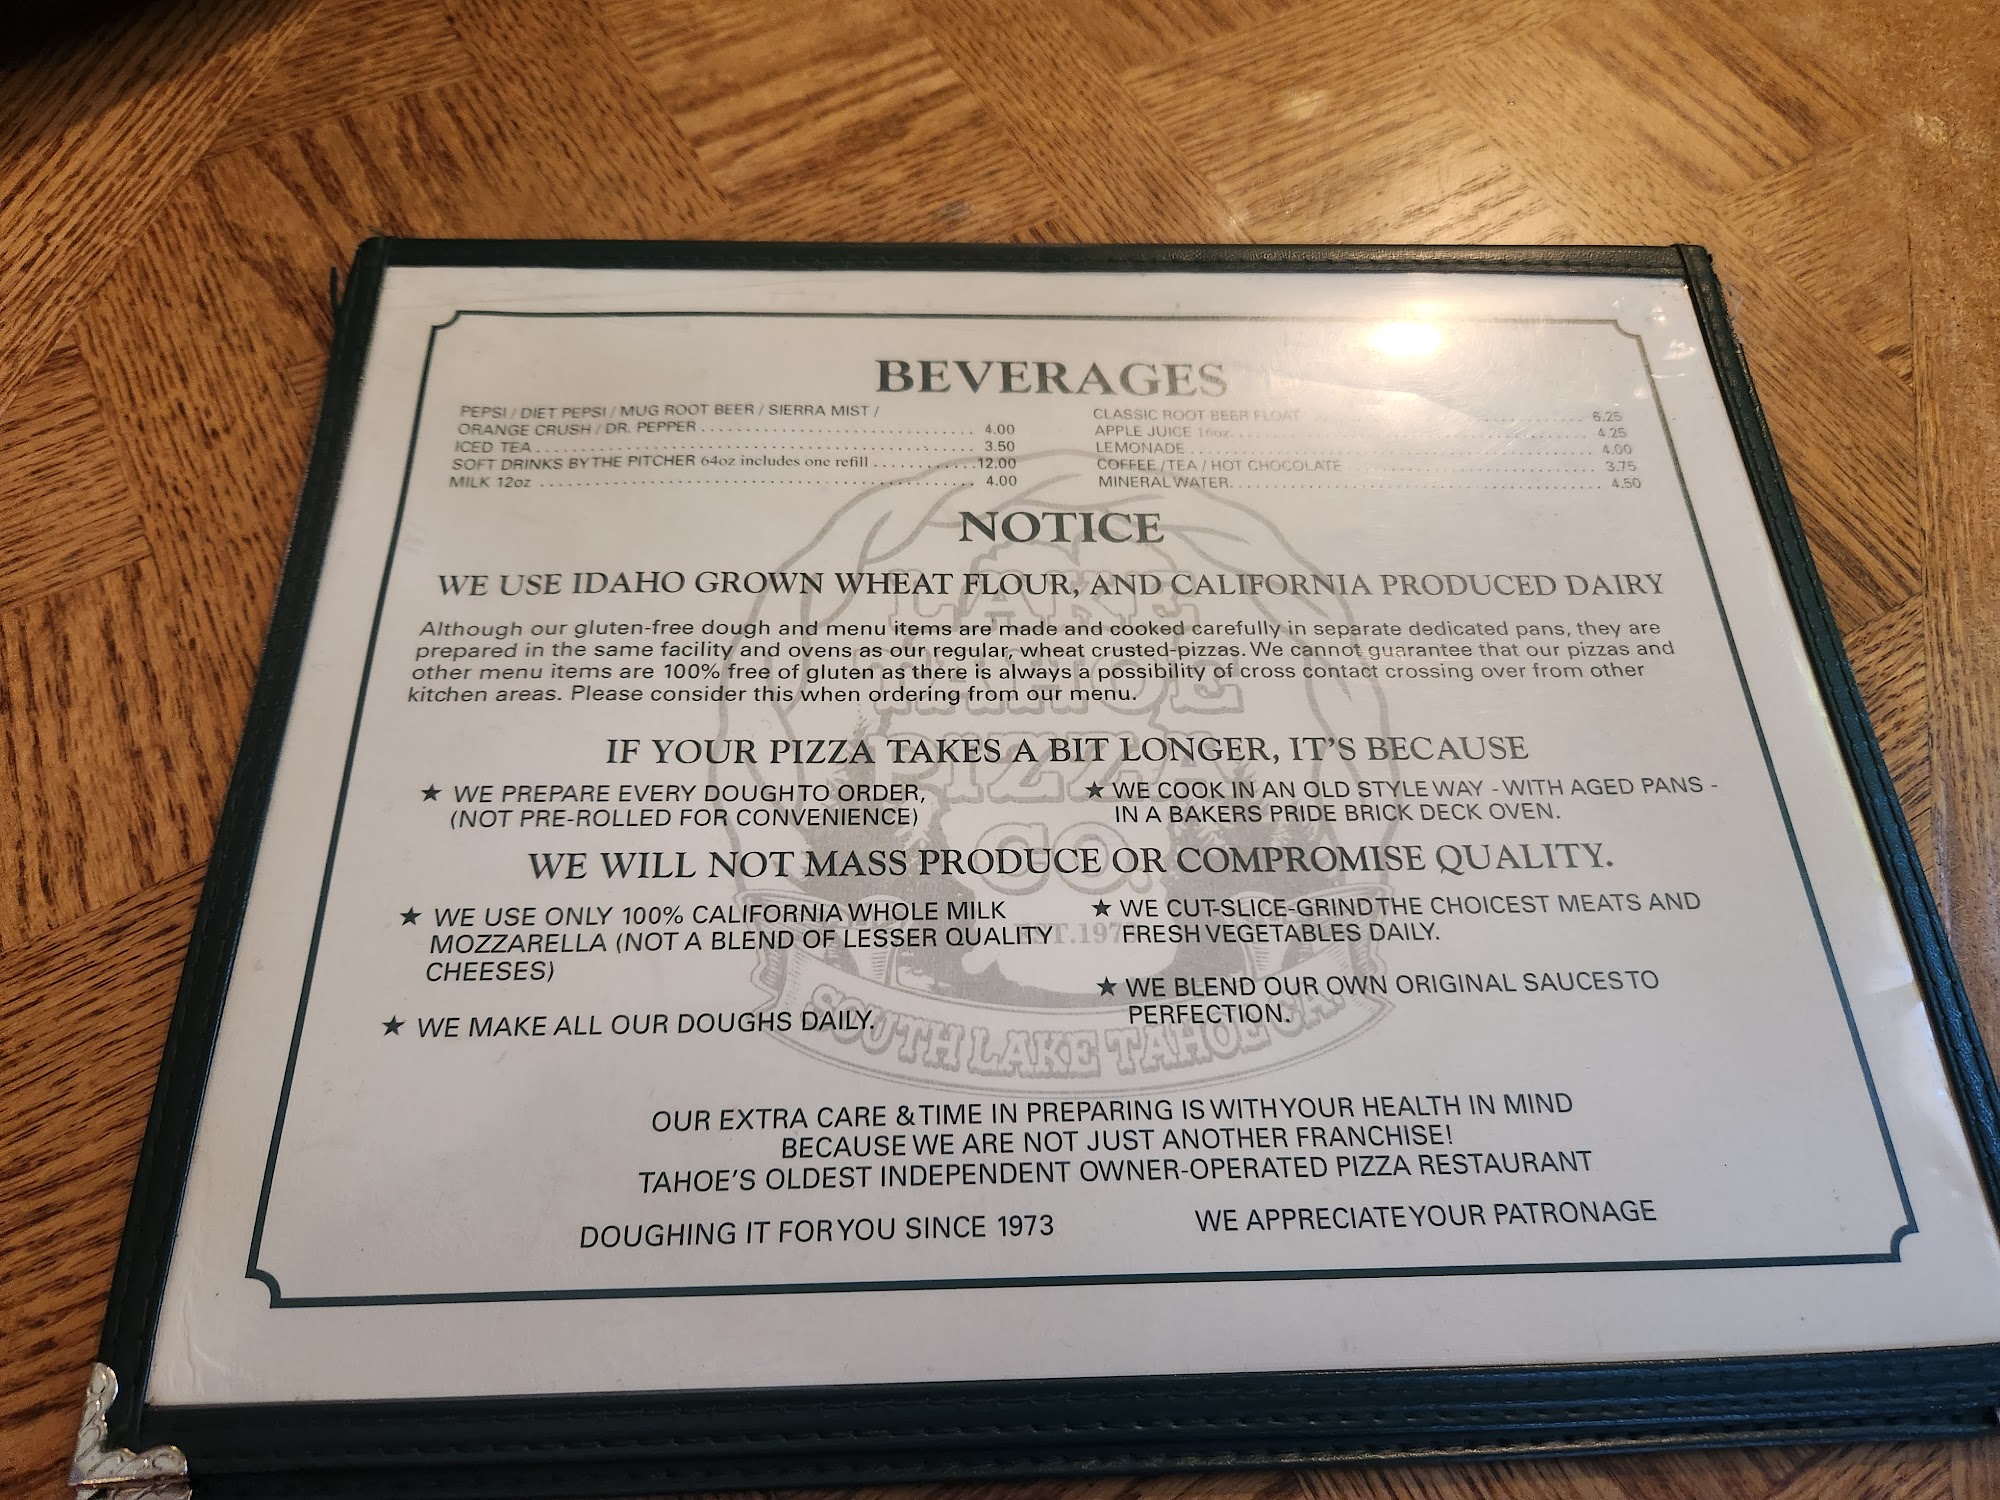 BEVERAGES
PEPSI / DIET PEPSI / MUG ROOT BEER / SIERRA MIST /
ORANGE CRUSH / DR. PEPPER 4.00
ICED TEA 3.50
SOFT DRINKS BY THE PITCHER 64oz includes one refill 12.00
MILK 12oz 4.00
CLASSIC ROOT BEER FLOAT 6.25
APPLE JUICE 16oz. 4.25
LEMONADE 4.00
COFFEE / TEA / HOT CHOCOLATE 3.75
MINERAL WATER 4.50
NOTICE
WE USE IDAHO GROWN WHEAT FLOUR, AND CALIFORNIA PRODUCED DAIRY
Although our gluten-free dough and menu items are made and cooked carefully in separate dedicated pans, they are
prepared in the same facility and ovens as our regular, wheat crusted-pizzas. We cannot guarantee that our pizzas and
other menu items are 100% free of gluten as there is always a possibility of cross contact crossing over from other
kitchen areas. Please consider this when ordering from our menu.
IF YOUR PIZZA TAKES A BIT LONGER, IT'S BECAUSE
★ WE PREPARE EVERY DOUGH TO ORDER,
(NOT PRE-ROLLED FOR CONVENIENCE)
★ WE COOK IN AN OLD STYLE WAY - WITH AGED PANS -
IN A BAKERS PRIDE BRICK DECK OVEN.
WE WILL NOT MASS PRODUCE OR COMPROMISE QUALITY.
★ WE USE ONLY 100% CALIFORNIA WHOLE MILK
MOZZARELLA (NOT A BLEND OF LESSER QUALITY
CHEESES)
★ WE MAKE ALL OUR DOUGHS DAILY.
★ WE CUT-SLICE-GRIND THE CHOICEST MEATS AND
FRESH VEGETABLES DAILY.
★ WE BLEND OUR OWN ORIGINAL SAUCES TO
PERFECTION.
OUR EXTRA CARE & TIME IN PREPARING IS WITH YOUR HEALTH IN MIND
BECAUSE WE ARE NOT JUST ANOTHER FRANCHISE!
TAHOE'S OLDEST INDEPENDENT OWNER-OPERATED PIZZA RESTAURANT
DOUGHING IT FOR YOU SINCE 1973
WE APPRECIATE YOUR PATRONAGE
LAKE
TAHOE
PIZZA
CO.
SOUTH LAKE TAHOE CA.